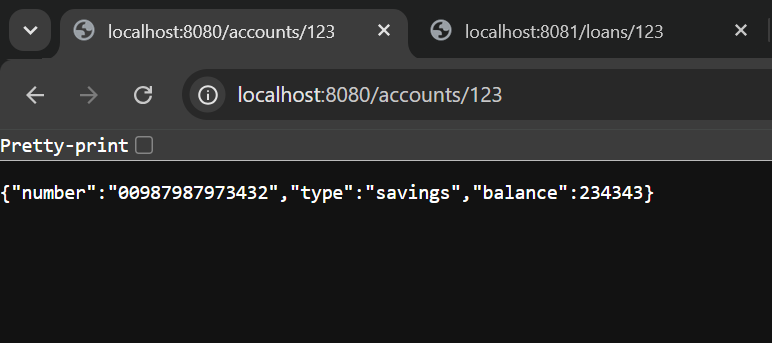 localhost:8080/accounts/123
localhost:8081/loans/123
localhost:8080/accounts/123
Pretty-print
{"number":"00987987973432","type":"savings","balance":234343}